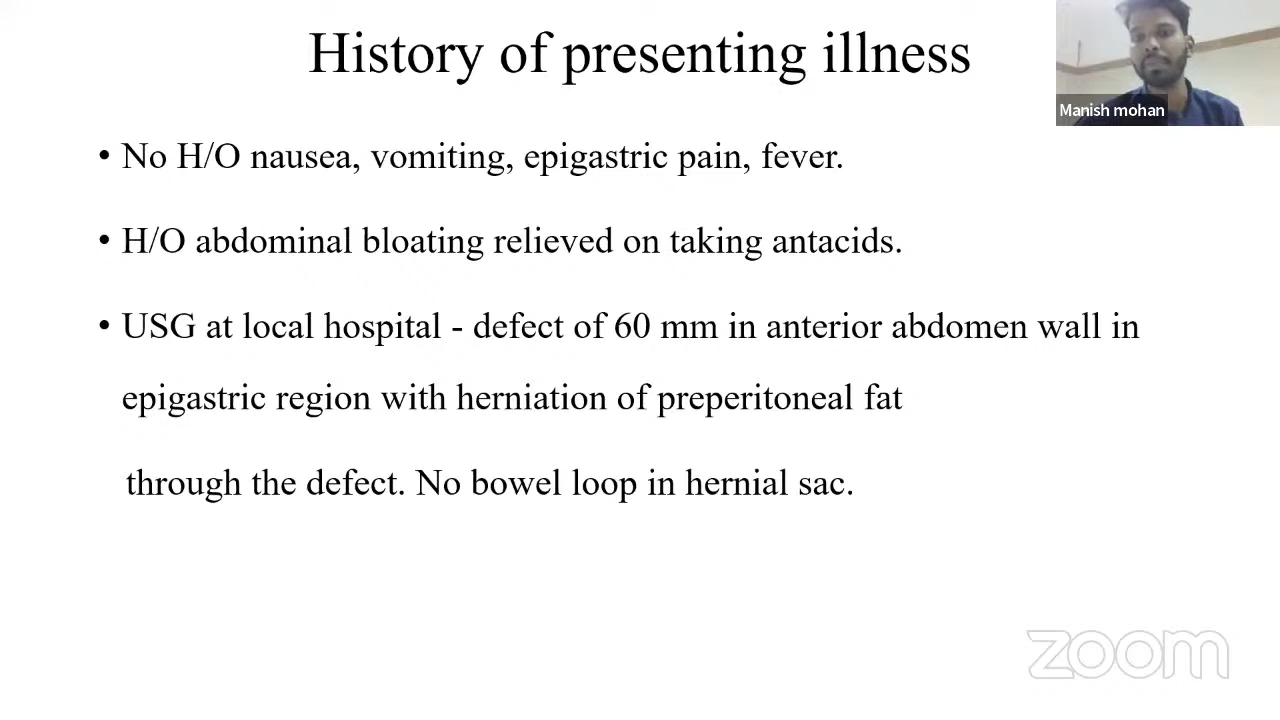 History of presenting illness
Manish mohan
• No H/O nausea, vomiting, epigastric pain, fever.
• H/O abdominal bloating relieved on taking antacids.
• USG at local hospital - defect of 60 mm in anterior abdomen wall in
epigastric region with herniation of preperitoneal fat
through the defect. No bowel loop in hernial sac.
zoom